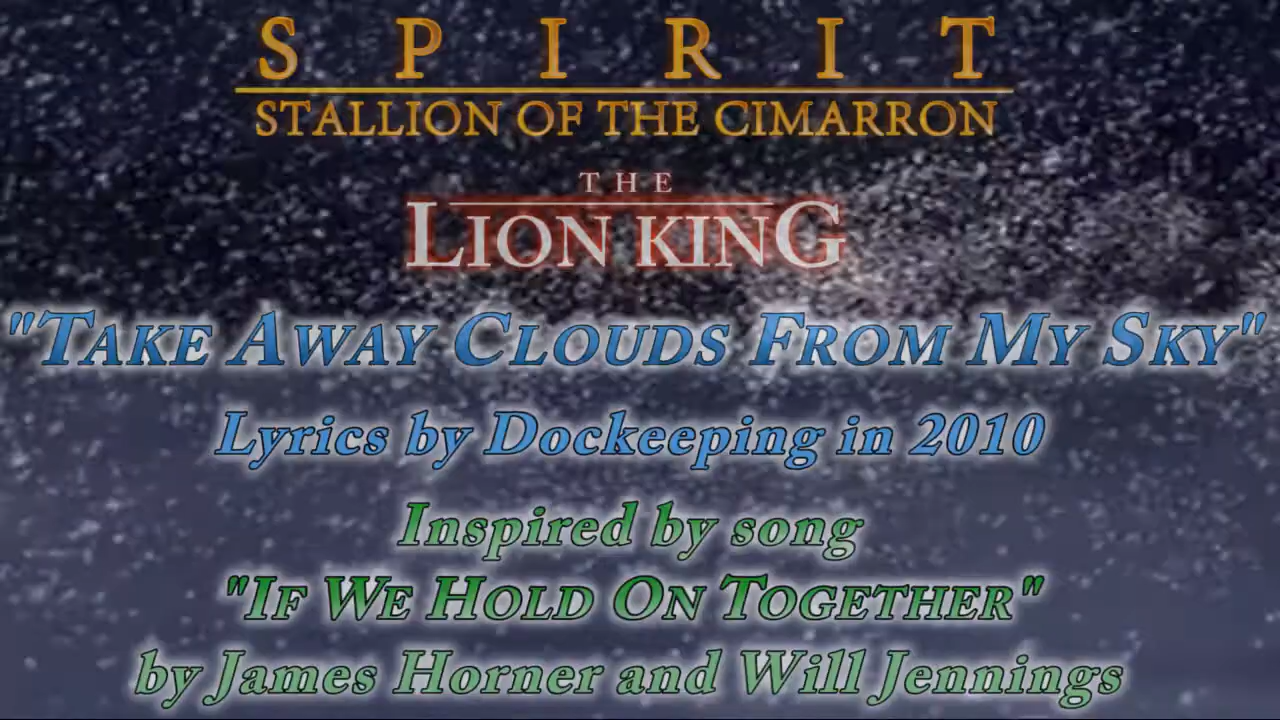 SPIRIT
STALLION OF THE CIMARRON
THE
LION KING
"TAKE AWAY CLOUDS FROM MY SKY"
Lyrics by Dockeeping in 2010
Inspired by song
"IF WE HOLD ON TOGETHER"
by James Horner and Will Jennings